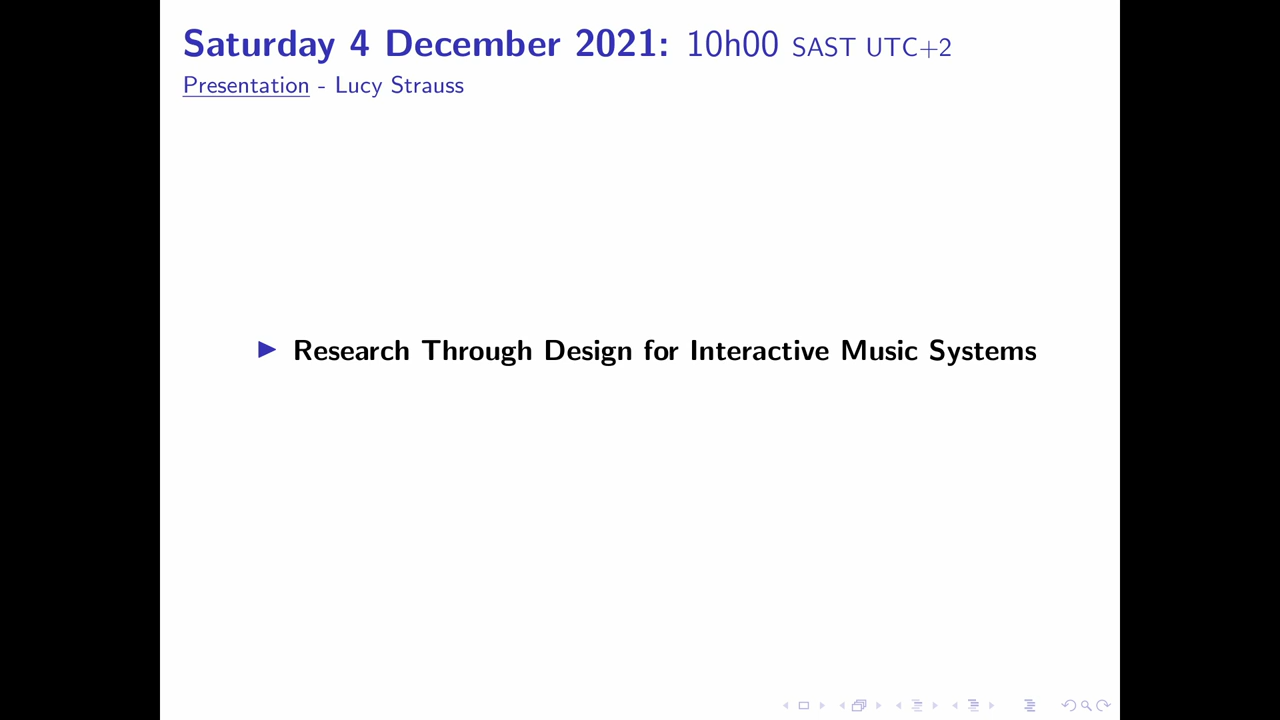 Saturday 4 December 2021: 10h00 SAST UTC+2
Presentation - Lucy Strauss
Research Through Design for Interactive Music Systems